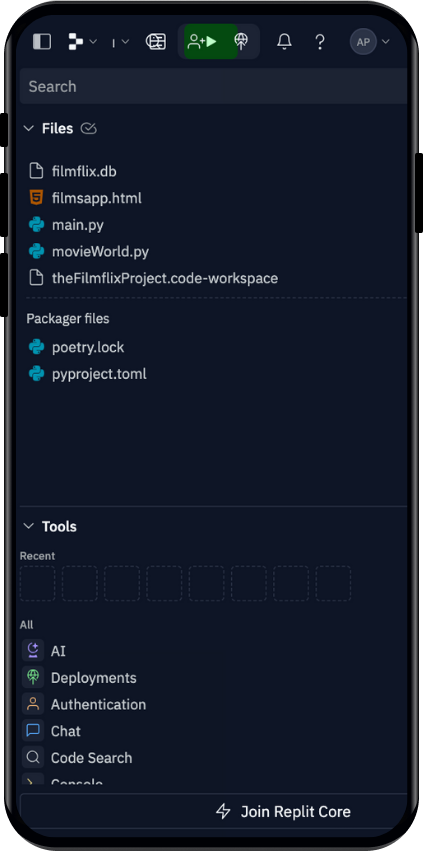 AP
Search
Files
filmflix.db
filmsapp.html
main.py
movieWorld.py
theFilmflixProject.code-workspace
Packager files
poetry.lock
pyproject.toml
Tools
Recent
All
AI
Deployments
Authentication
Chat
Code Search
Console
Join Replit Core